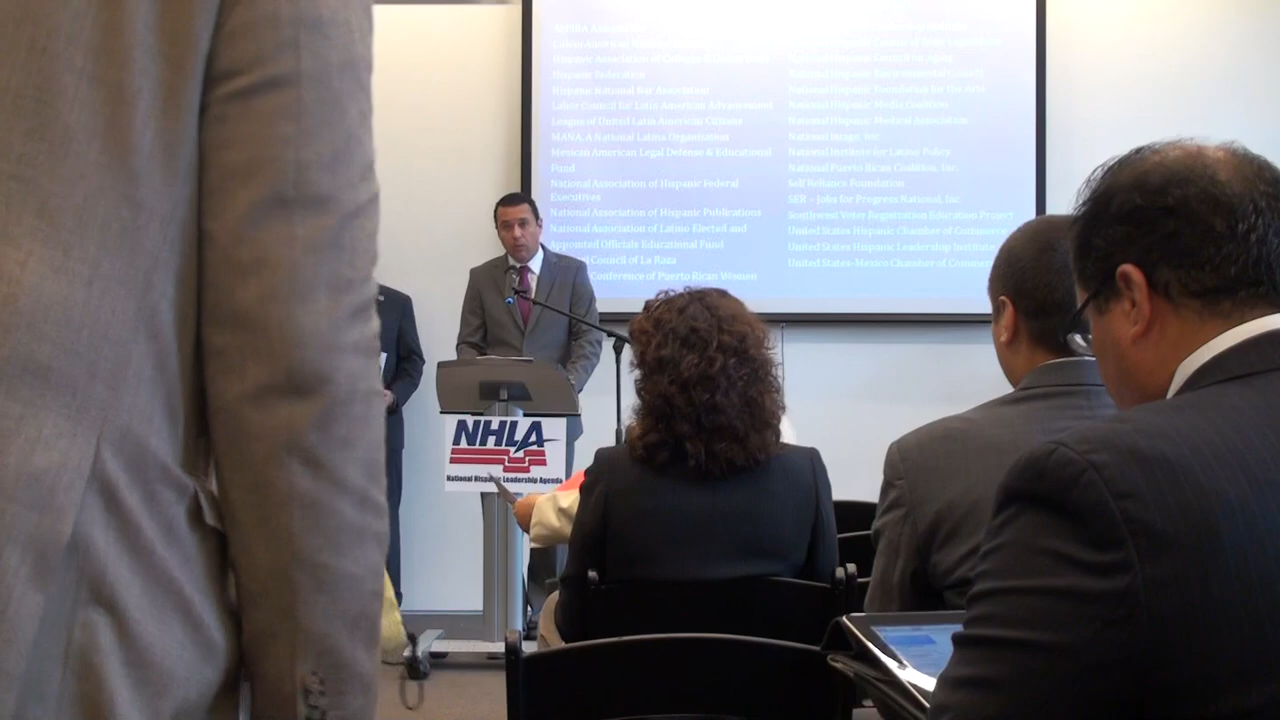 ASPIRA Association
Hispanic Federation
Hispanic National Bar Association
Labor Council for Latin American Advancement
League of United Latin American Citizens
MANA, A National Latina Organization
Mexican American Legal Defense & Educational
Fund
National Association of Hispanic Federal
Executives
National Association of Hispanic Publications
National Association of Latino Elected and
Appointed Officials Educational Fund
Council of La Raza
Conference of Puerto Rican Women
National Hispanic Council on Aging
National Hispanic Environmental Council
National Hispanic Foundation for the Arts
National Hispanic Media Coalition
National Hispanic Medical Association
National Image, Inc.
National Institute for Latino Policy
National Puerto Rican Coalition, Inc.
Self Reliance Foundation
SER – Jobs for Progress National, Inc.
Southwest Voter Registration Education Project
United States Hispanic Chamber of Commerce
United States Hispanic Leadership Institute
United States-Mexico Chamber of Commerce
NHLA
National Hispanic Leadership Agenda